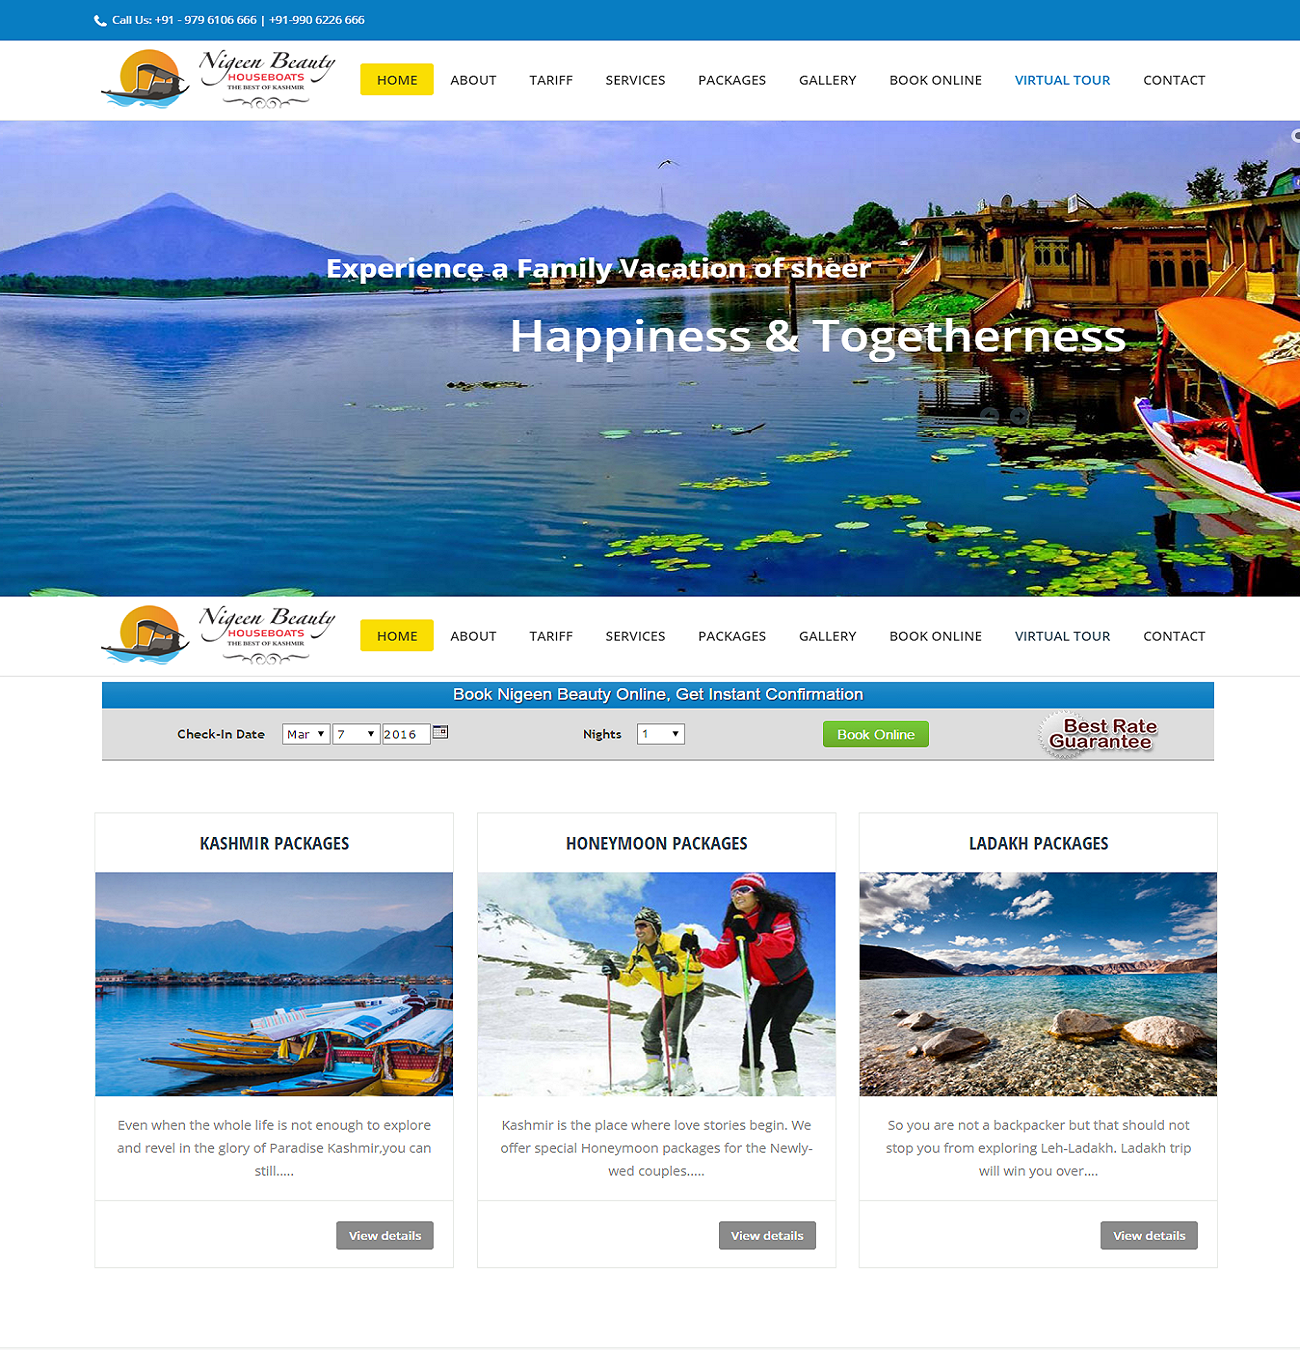 Call Us: +91 - 979 6106 666 | +91-990 6226 666
Nigeen Beauty
HOUSEBOATS
THE BEST OF KASHMIR
HOME ABOUT TARIFF SERVICES PACKAGES GALLERY BOOK ONLINE VIRTUAL TOUR CONTACT
Experience a Family Vacation of sheer
Happiness & Togetherness
Nigeen Beauty
HOUSEBOATS
THE BEST OF KASHMIR
HOME ABOUT TARIFF SERVICES PACKAGES GALLERY BOOK ONLINE VIRTUAL TOUR CONTACT
Book Nigeen Beauty Online, Get Instant Confirmation
Check-In Date Mar 7 2016 Nights 1 Book Online Best Rate
Guarantee
KASHMIR PACKAGES
Even when the whole life is not enough to explore
and revel in the glory of Paradise Kashmir,you can
still.....
View details
HONEYMOON PACKAGES
Kashmir is the place where love stories begin. We
offer special Honeymoon packages for the Newly-
wed couples.....
View details
LADAKH PACKAGES
So you are not a backpacker but that should not
stop you from exploring Leh-Ladakh. Ladakh trip
will win you over....
View details